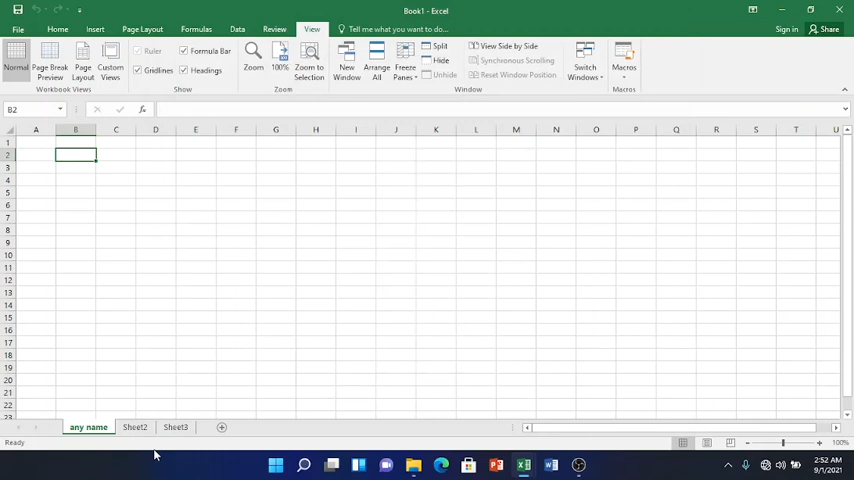 Book1 - Excel
File Home Insert Page Layout Formulas Data Review View Tell me what you want to do... Sign in Share
Normal Page Break Preview Page Layout Custom Views
Ruler Formula Bar
Gridlines Headings
Zoom 100% Zoom to Selection
New Window Arrange All Freeze Panes
Split
Hide
Unhide
View Side by Side
Synchronous Scrolling
Reset Window Position
Switch Windows
Macros
Workbook Views Show Zoom Window Macros
B2 fx
A B C D E F G H I J K L M N O P Q R S T U
1
2
3
4
5
6
7
8
9
10
11
12
13
14
15
16
17
18
19
20
21
22
23
any name Sheet2 Sheet3
Ready 100%
2:52 AM
9/1/2021